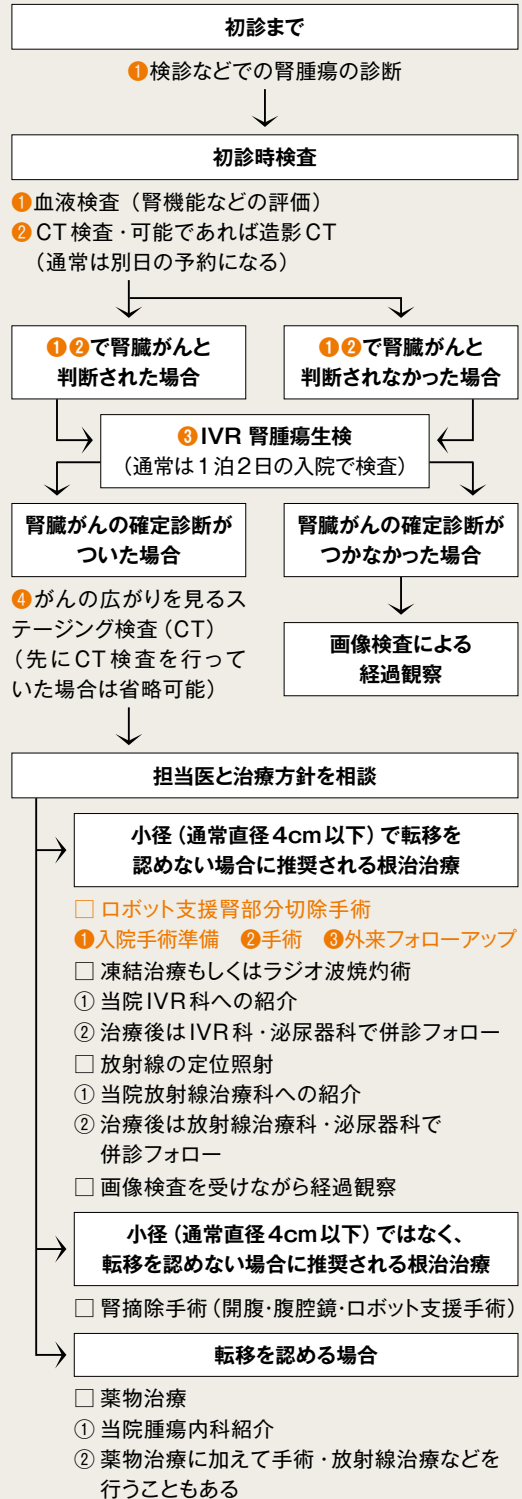 初診まで
❶検診などでの腎腫瘍の診断
初診時検査
❶血液検査（腎機能などの評価）
❷CT検査・可能であれば造影CT
（通常は別日の予約になる）
❶❷で腎臓がんと
判断された場合
❶❷で腎臓がんと
判断されなかった場合
❸IVR 腎腫瘍生検
（通常は1泊2日の入院で検査）
腎臓がんの確定診断が
ついた場合
腎臓がんの確定診断が
つかなかった場合
❹がんの広がりを見るス
テージング検査（CT）
（先にCT検査を行って
いた場合は省略可能）
画像検査による
経過観察
担当医と治療方針を相談
小径（通常直径4cm以下）で転移を
認めない場合に推奨される根治治療
□ ロボット支援腎部分切除手術
❶入院手術準備 ❷手術 ❸外来フォローアップ
□ 凍結治療もしくはラジオ波焼灼術
① 当院IVR科への紹介
② 治療後はIVR科・泌尿器科で併診フォロー
□ 放射線の定位照射
① 当院放射線治療科への紹介
② 治療後は放射線治療科・泌尿器科で
併診フォロー
□ 画像検査を受けながら経過観察
小径（通常直径4cm以下）ではなく、
転移を認めない場合に推奨される根治治療
□ 腎摘除手術（開腹・腹腔鏡・ロボット支援手術）
転移を認める場合
□ 薬物治療
① 当院腫瘍内科紹介
② 薬物治療に加えて手術・放射線治療などを
行うこともある